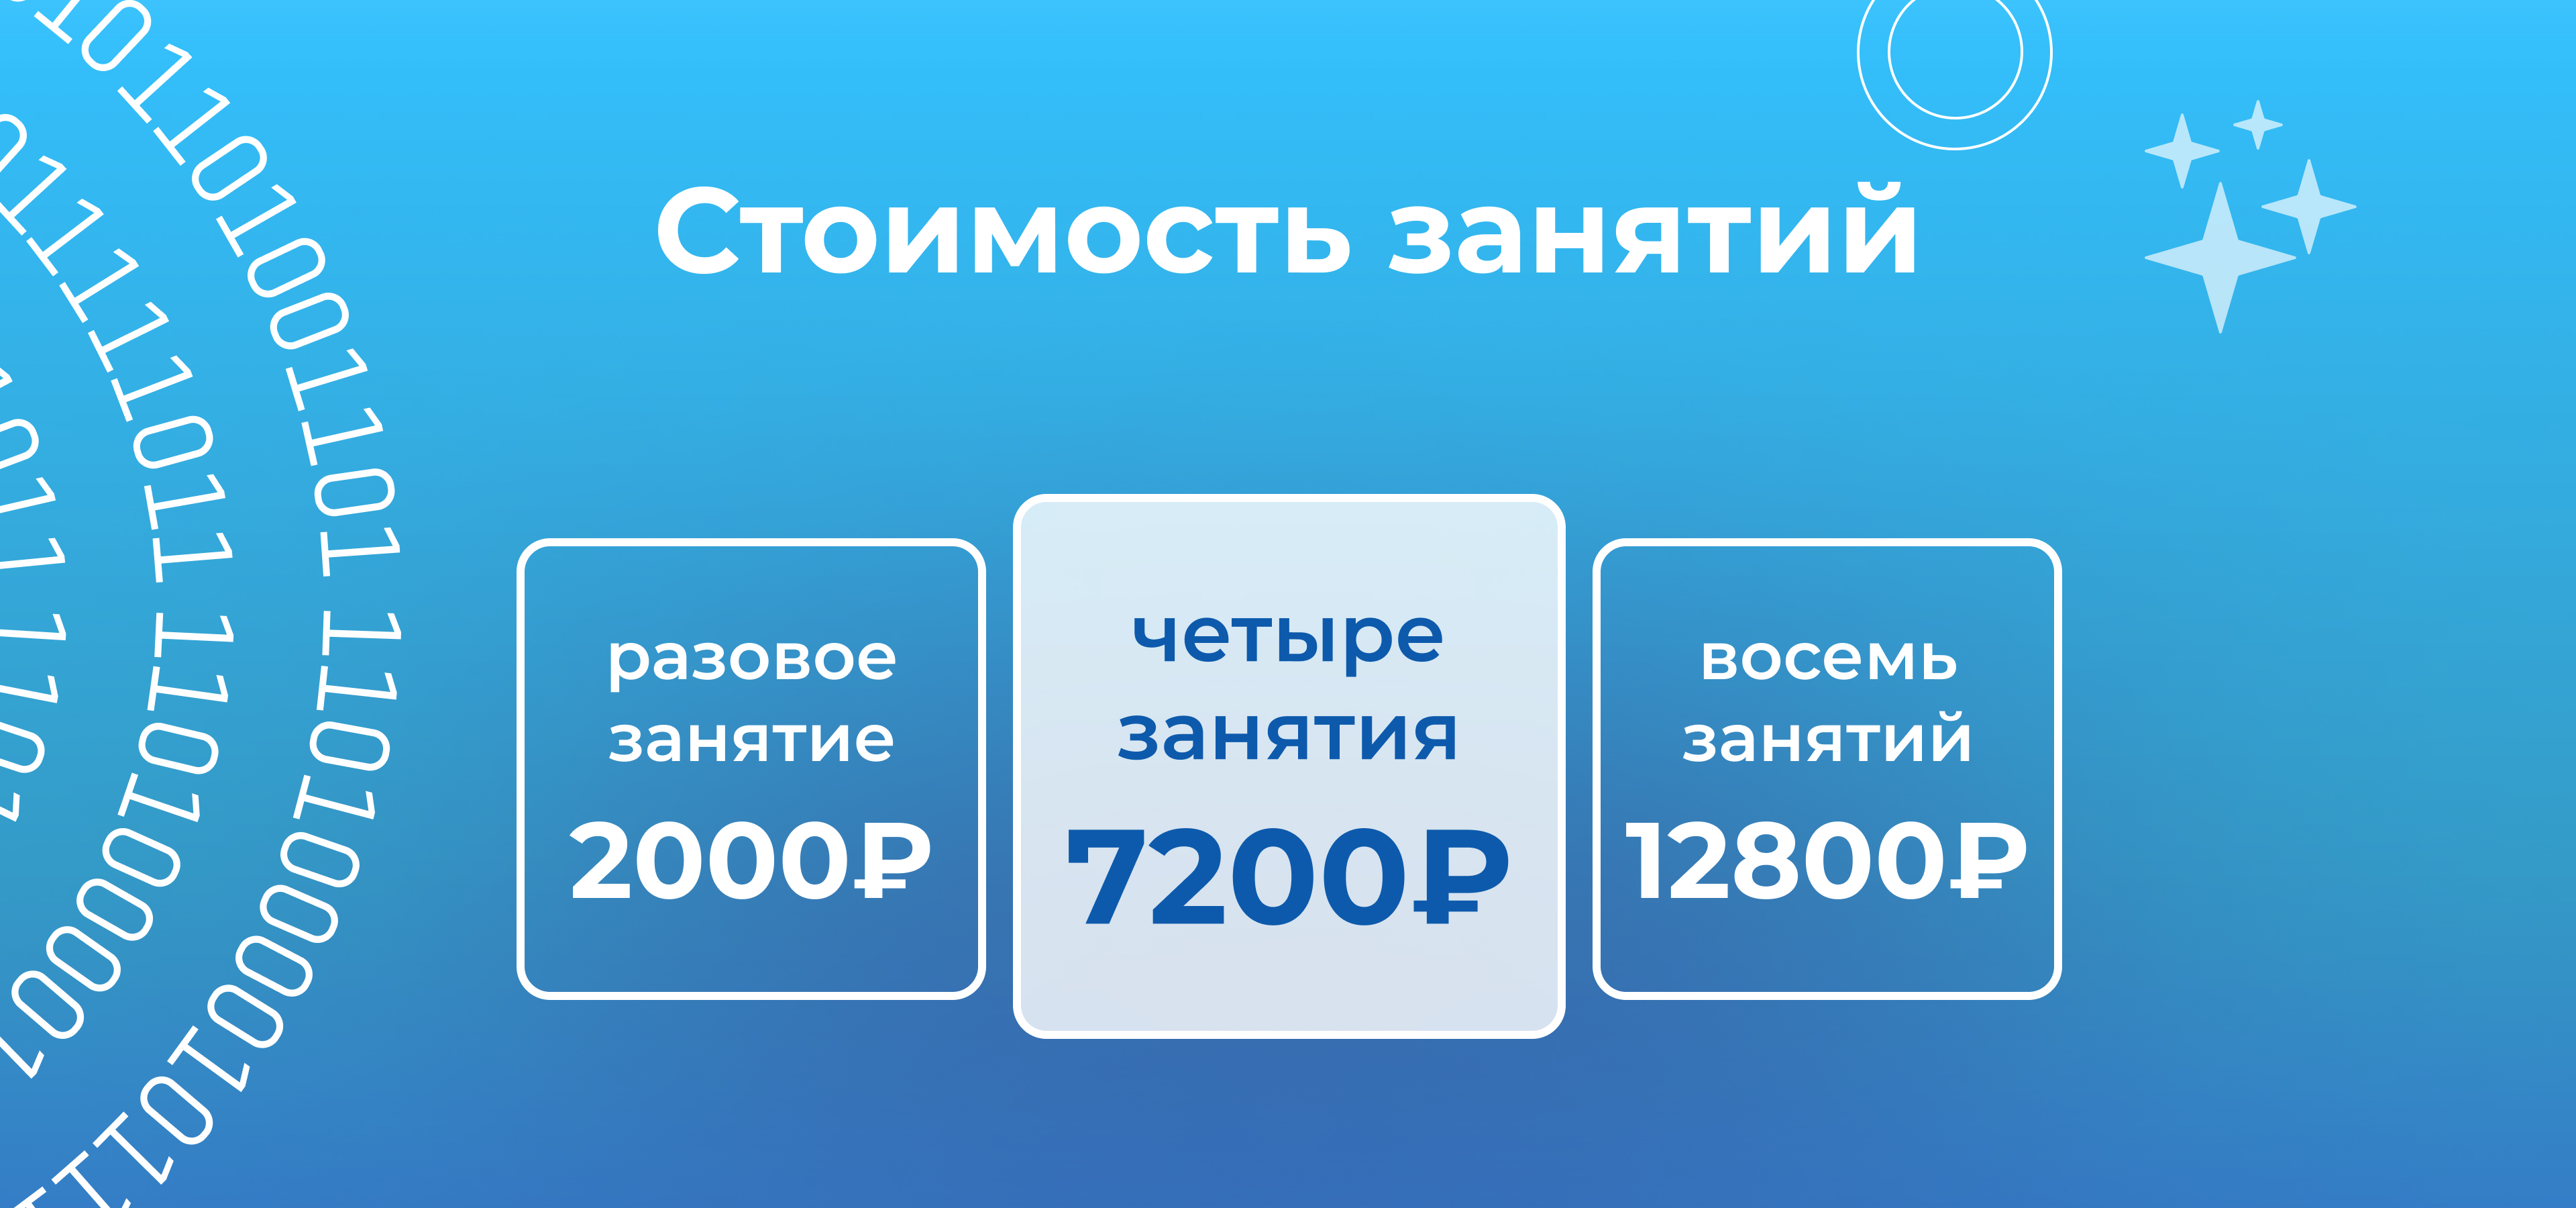 Стоимость занятий
разовое
занятие
2000₽
четыре
занятия
7200₽
восемь
занятий
12800₽